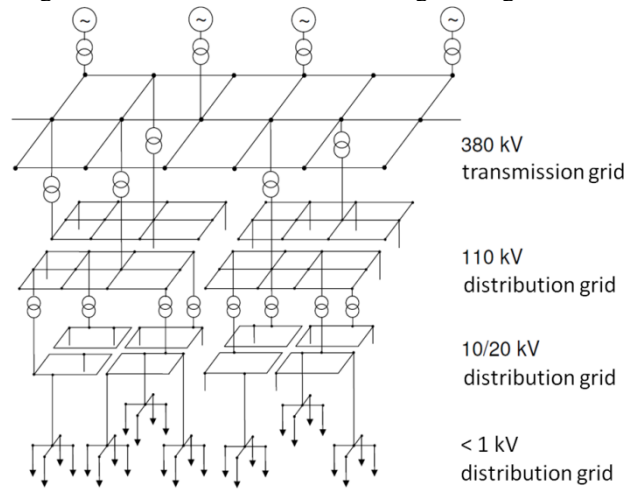 ~ ~ ~ ~
380 kV
transmission grid
110 kV
distribution grid
10/20 kV
distribution grid
< 1 kV
distribution grid